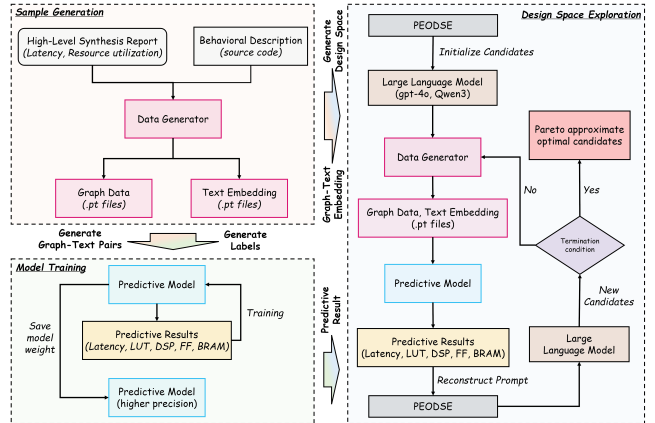 Sample Generation
High-Level Synthesis Report
(Latency, Resource utilization)
Behavioral Description
(source code)
Data Generator
Graph Data
(.pt files)
Text Embedding
(.pt files)
Generate
Graph-Text Pairs
Generate
Labels
Model Training
Predictive Model
Predictive Results
(Latency, LUT, DSP, FF, BRAM)
Training
Save
model
weight
Predictive Model
(higher precision)
Generate
Design Space
Graph-Text
Embedding
Predictive
Result
Design Space Exploration
PEODSE
Initialize Candidates
Large Language Model
(gpt-4o, Qwen3)
Data Generator
Graph Data, Text Embedding
(.pt files)
Predictive Model
Predictive Results
(Latency, LUT, DSP, FF, BRAM)
Reconstruct Prompt
PEODSE
Large
Language Model
New
Candidates
Termination
condition
No
Yes
Pareto approximate
optimal candidates